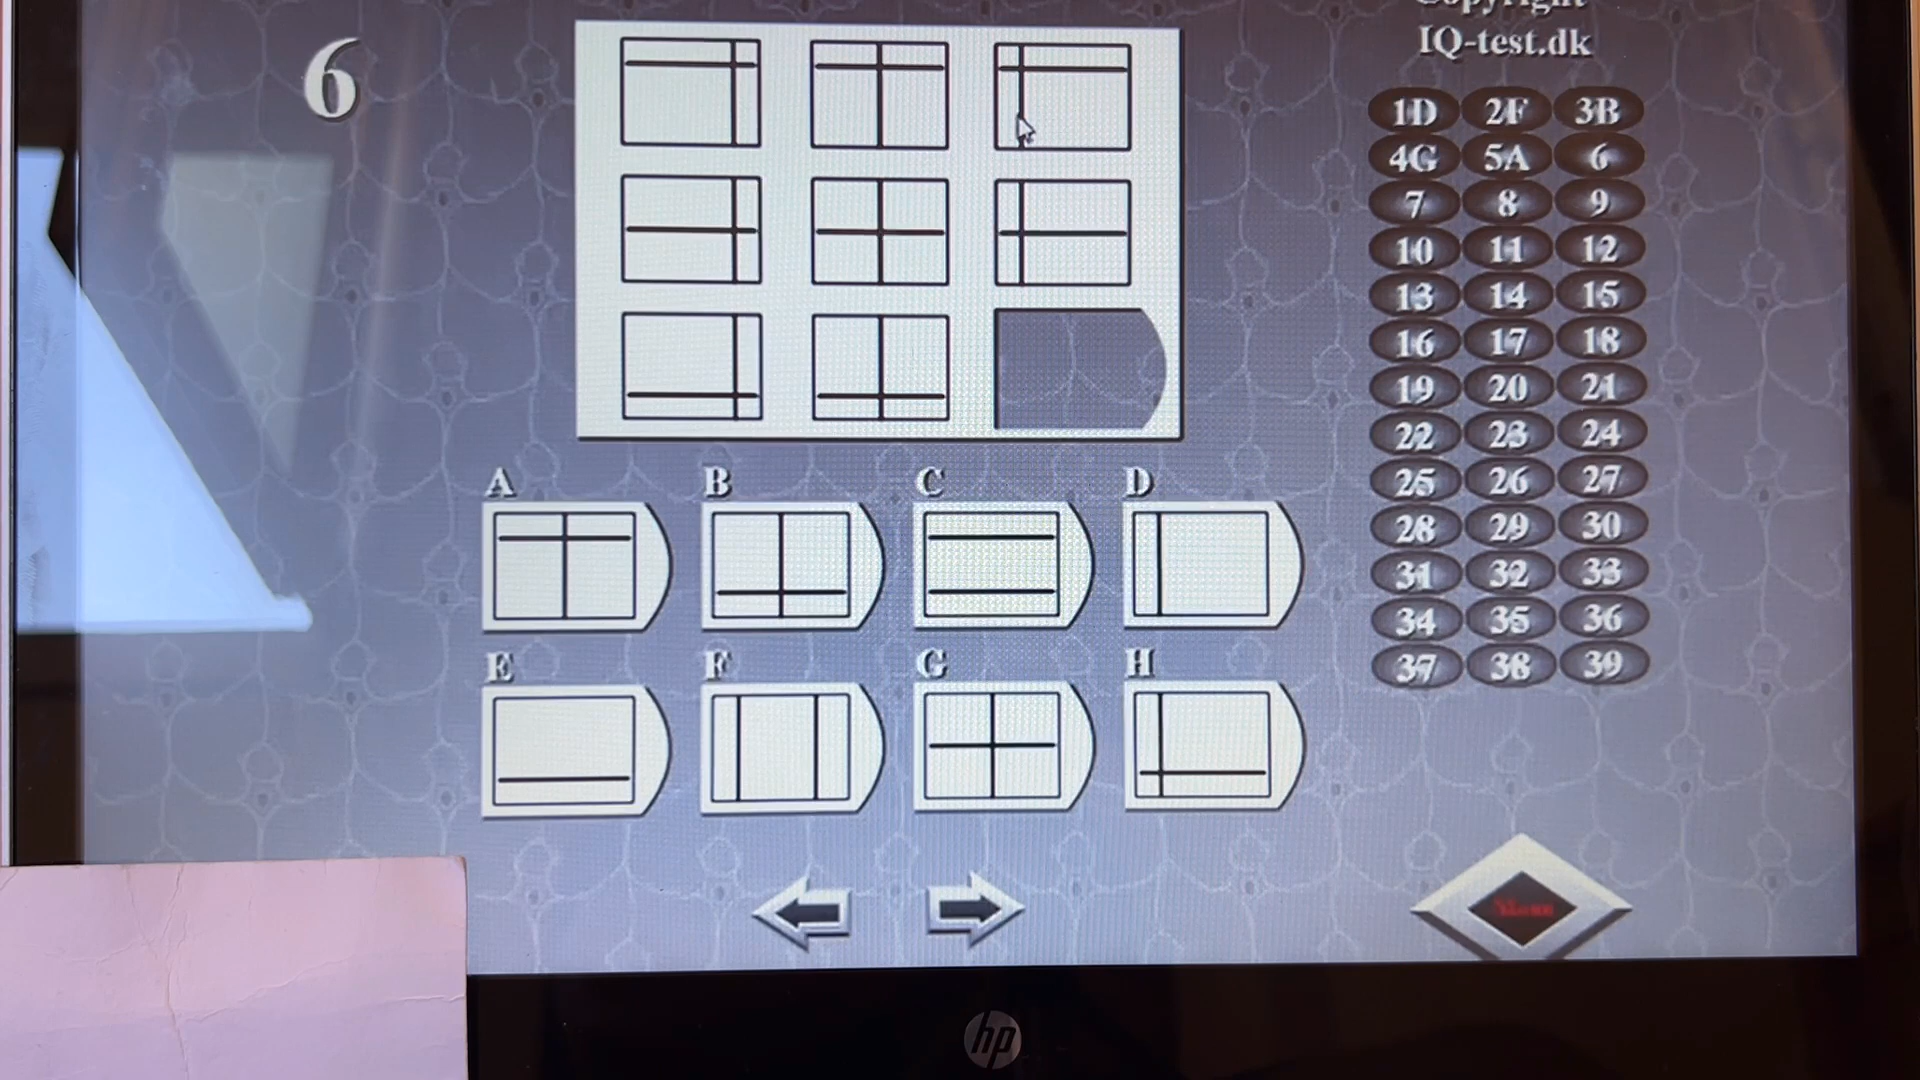 Copyright
IQ-test.dk
6
1D 2F 3B
4G 5A 6
7 8 9
10 11 12
13 14 15
16 17 18
19 20 21
22 23 24
25 26 27
28 29 30
31 32 33
34 35 36
37 38 39
A B C D
E F G H
hp